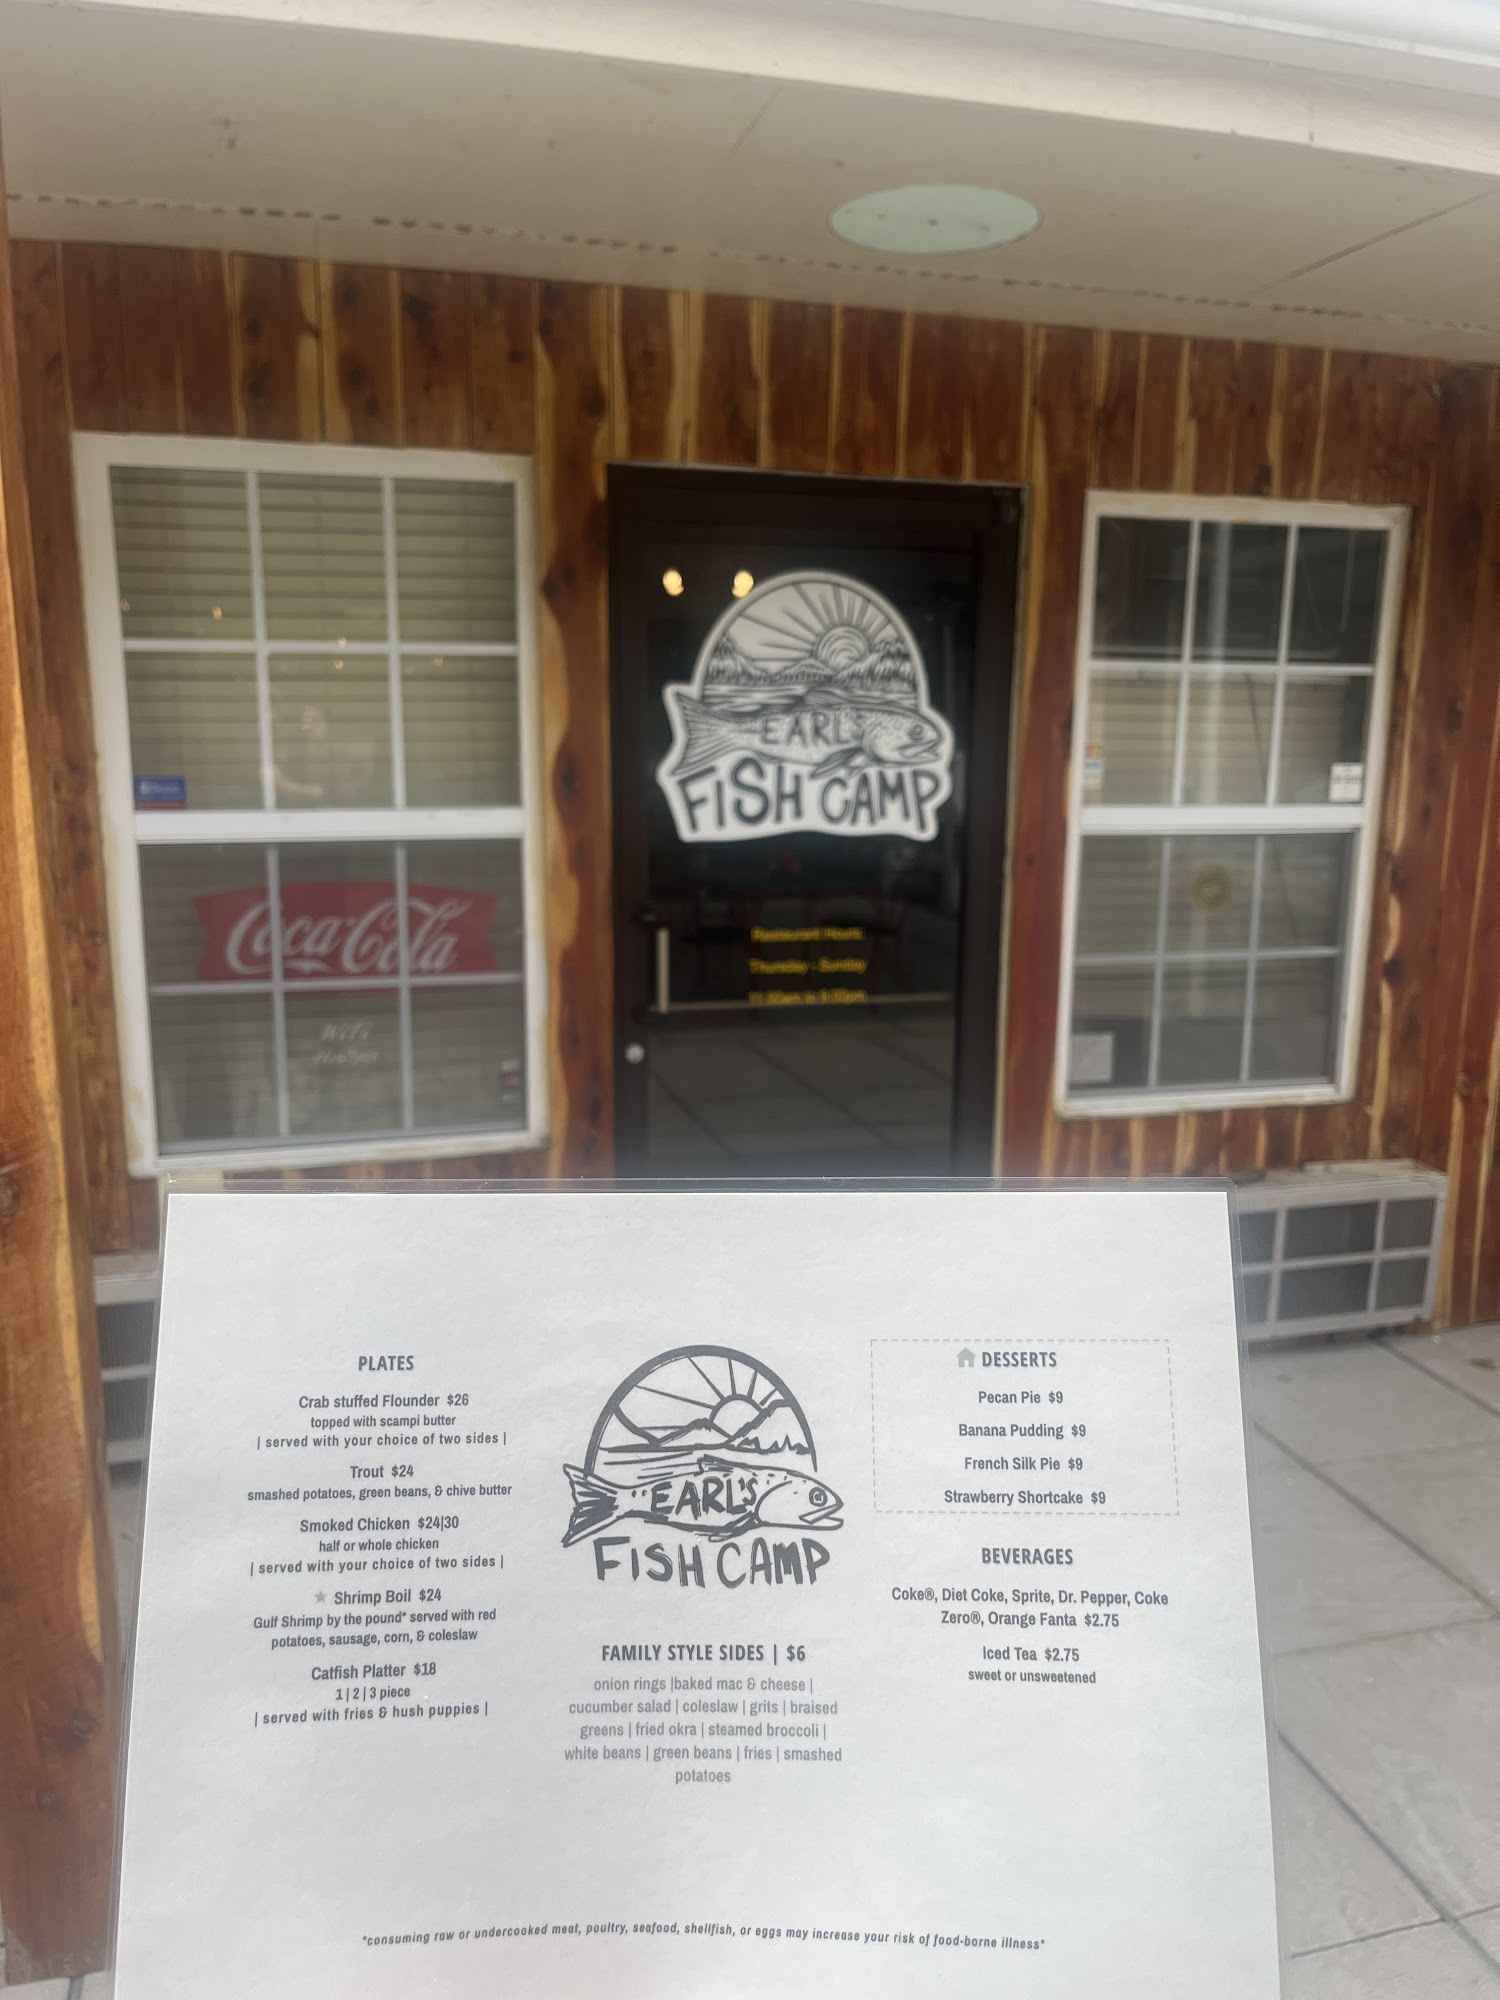 EARL'S
FISH CAMP
Coca-Cola
Restaurant Hours
Thursday - Sunday
WiFi
PLATES
Crab stuffed Flounder $26
topped with scampi butter
| served with your choice of two sides |
Trout $24
smashed potatoes, green beans, & chive butter
Smoked Chicken $24|30
half or whole chicken
| served with your choice of two sides |
Shrimp Boil $24
Gulf Shrimp by the pound* served with red
potatoes, sausage, corn, & coleslaw
Catfish Platter $18
1 | 2 | 3 piece
| served with fries & hush puppies |
EARL'S
FISH CAMP
FAMILY STYLE SIDES | $6
onion rings |baked mac & cheese |
cucumber salad | coleslaw | grits | braised
greens | fried okra | steamed broccoli |
white beans | green beans | fries | smashed
potatoes
DESSERTS
Pecan Pie $9
Banana Pudding $9
French Silk Pie $9
Strawberry Shortcake $9
BEVERAGES
Coke®, Diet Coke, Sprite, Dr. Pepper, Coke
Zero®, Orange Fanta $2.75
Iced Tea $2.75
sweet or unsweetened
*consuming raw or undercooked meat, poultry, seafood, shellfish, or eggs may increase your risk of food-borne illness*